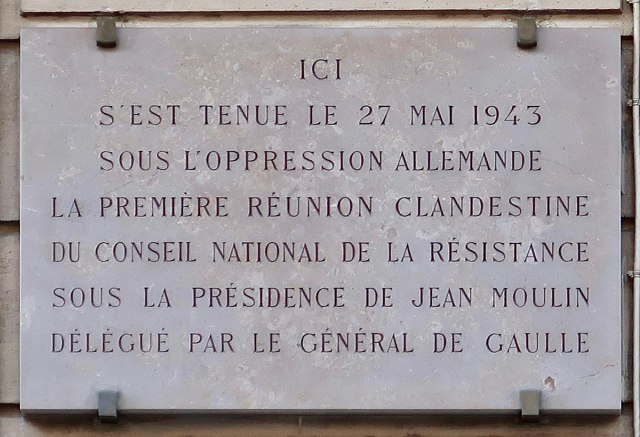 ICI
S'EST TENUE LE 27 MAI 1943
SOUS L'OPPRESSION ALLEMANDE
LA PREMIÈRE RÉUNION CLANDESTINE
DU CONSEIL NATIONAL DE LA RÉSISTANCE
SOUS LA PRÉSIDENCE DE JEAN MOULIN
DÉLÉGUÉ PAR LE GÉNÉRAL DE GAULLE